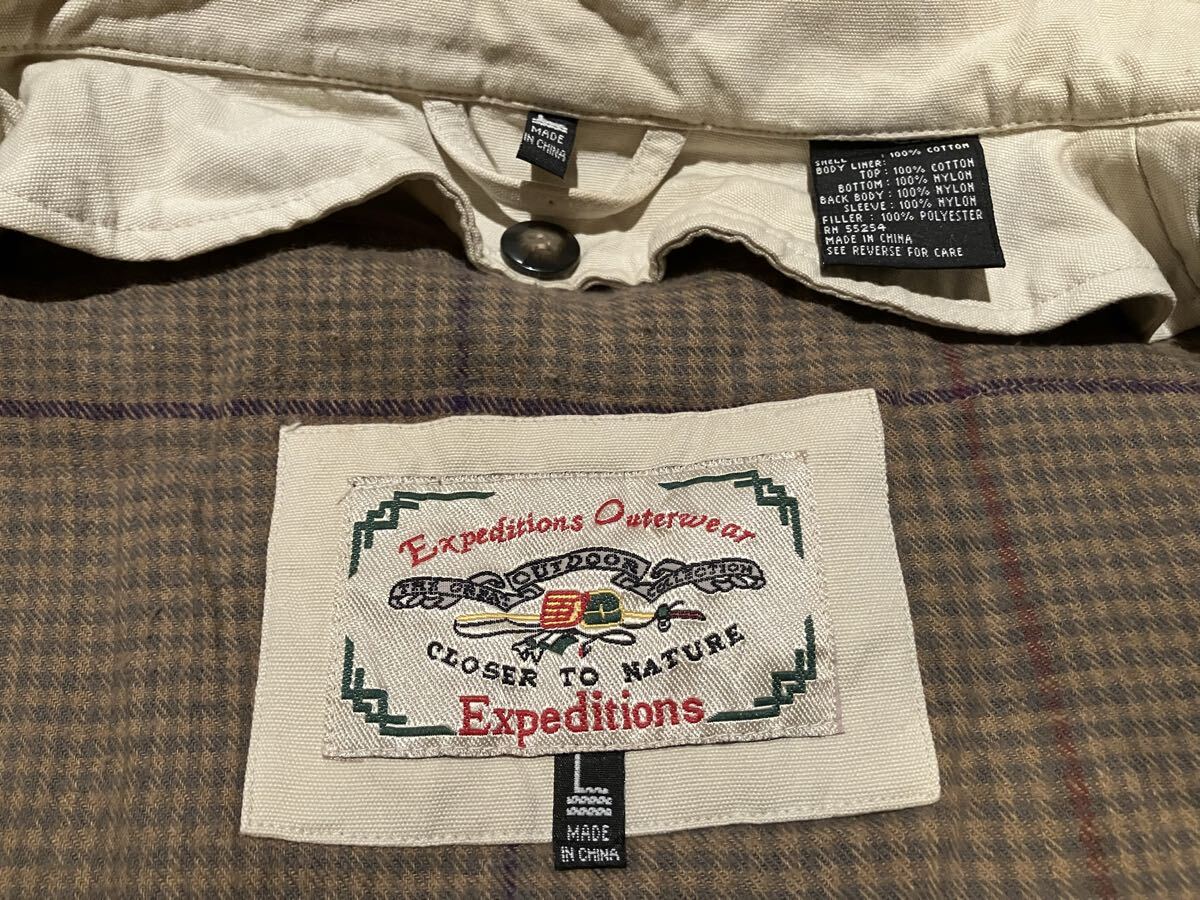 MADE
IN CHINA
SHELL : 100% COTTON
BODY LINER:
TOP : 100% COTTON
BOTTOM : 100% NYLON
BACK BODY : 100% NYLON
SLEEVE : 100% NYLON
FILLER : 100% POLYESTER
RN 55254
MADE IN CHINA
SEE REVERSE FOR CARE
Expeditions Outerwear
THE GREAT OUTDOOR COLLECTION
CLOSER TO NATURE
Expeditions
L
MADE
IN CHINA